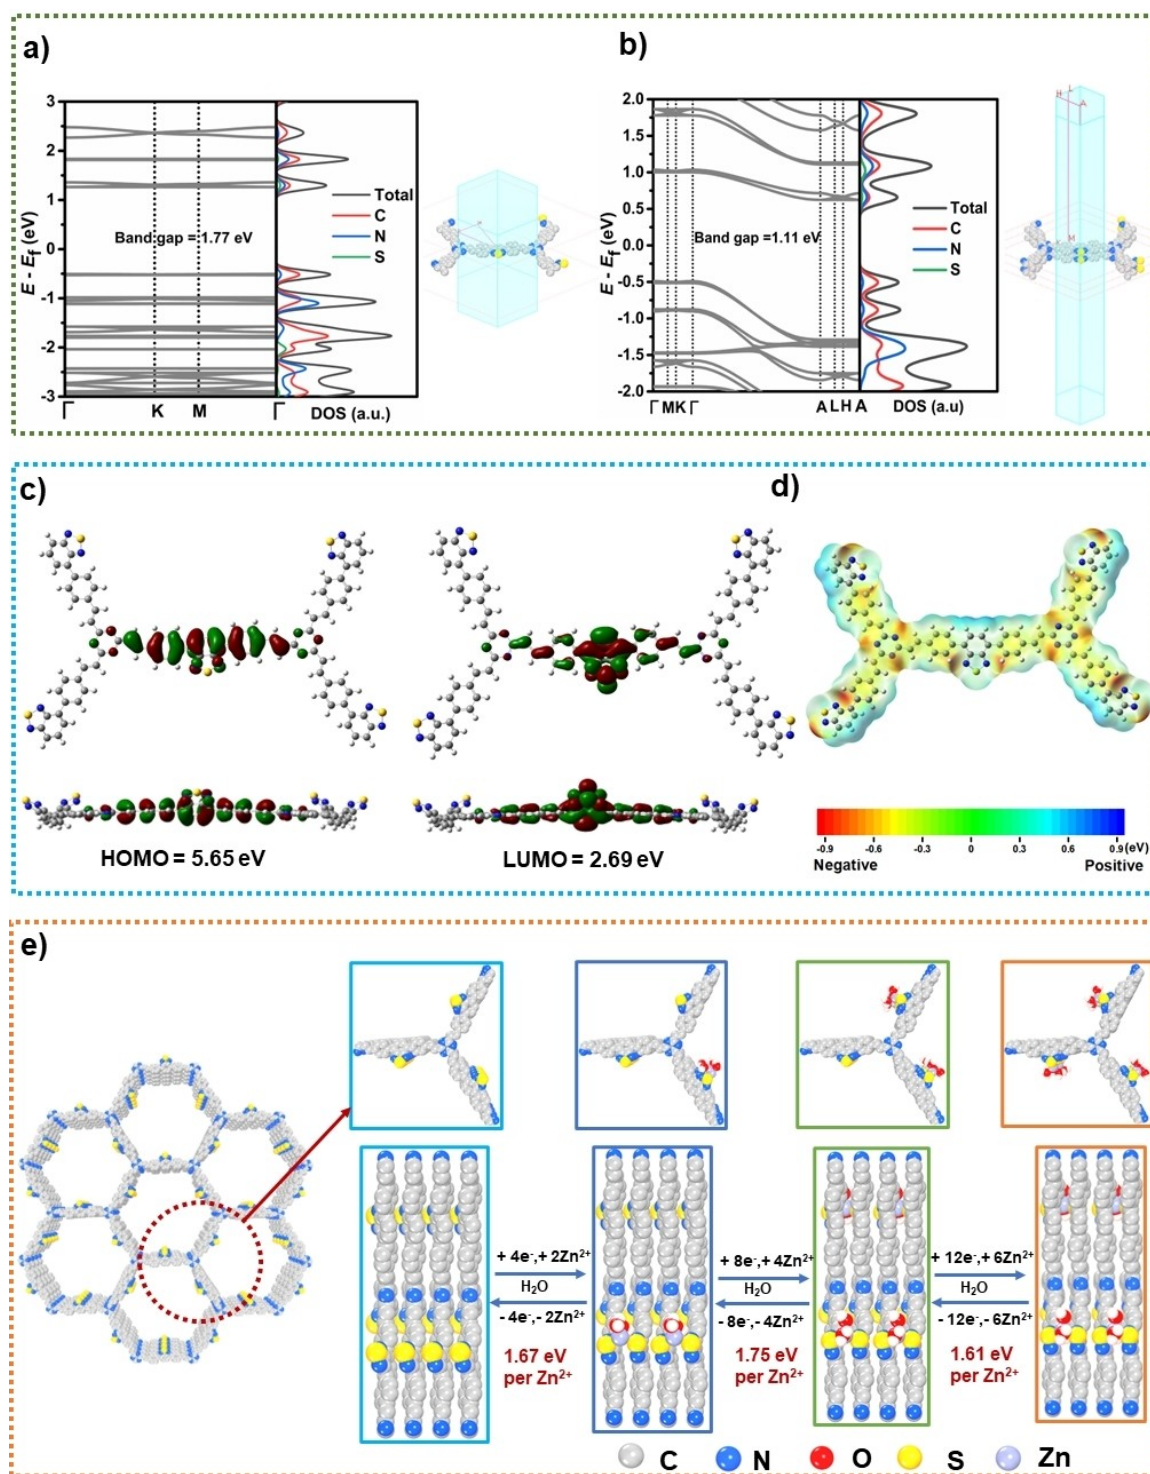 a)
3
2
1
0
-1
-2
-3
E - Ef (eV)
Band gap = 1.77 eV
Total
C
N
S
Γ K M Γ DOS (a.u.)
b)
2.0
1.5
1.0
0.5
0.0
-0.5
-1.0
-1.5
-2.0
E - Ef (eV)
Band gap =1.11 eV
Total
C
N
S
Γ M K Γ A L H A DOS (a.u)
H L
A
M
c)
HOMO = 5.65 eV
LUMO = 2.69 eV
d)
-0.9 -0.6 -0.3 0 0.3 0.6 0.9 (eV)
Negative Positive
e)
+ 4e⁻,+ 2Zn²⁺
H₂O
- 4e⁻,- 2Zn²⁺
1.67 eV
per Zn²⁺
+ 8e⁻,+ 4Zn²⁺
H₂O
- 8e⁻,- 4Zn²⁺
1.75 eV
per Zn²⁺
+ 12e⁻,+ 6Zn²⁺
H₂O
- 12e⁻,- 6Zn²⁺
1.61 eV
per Zn²⁺
C N O S Zn